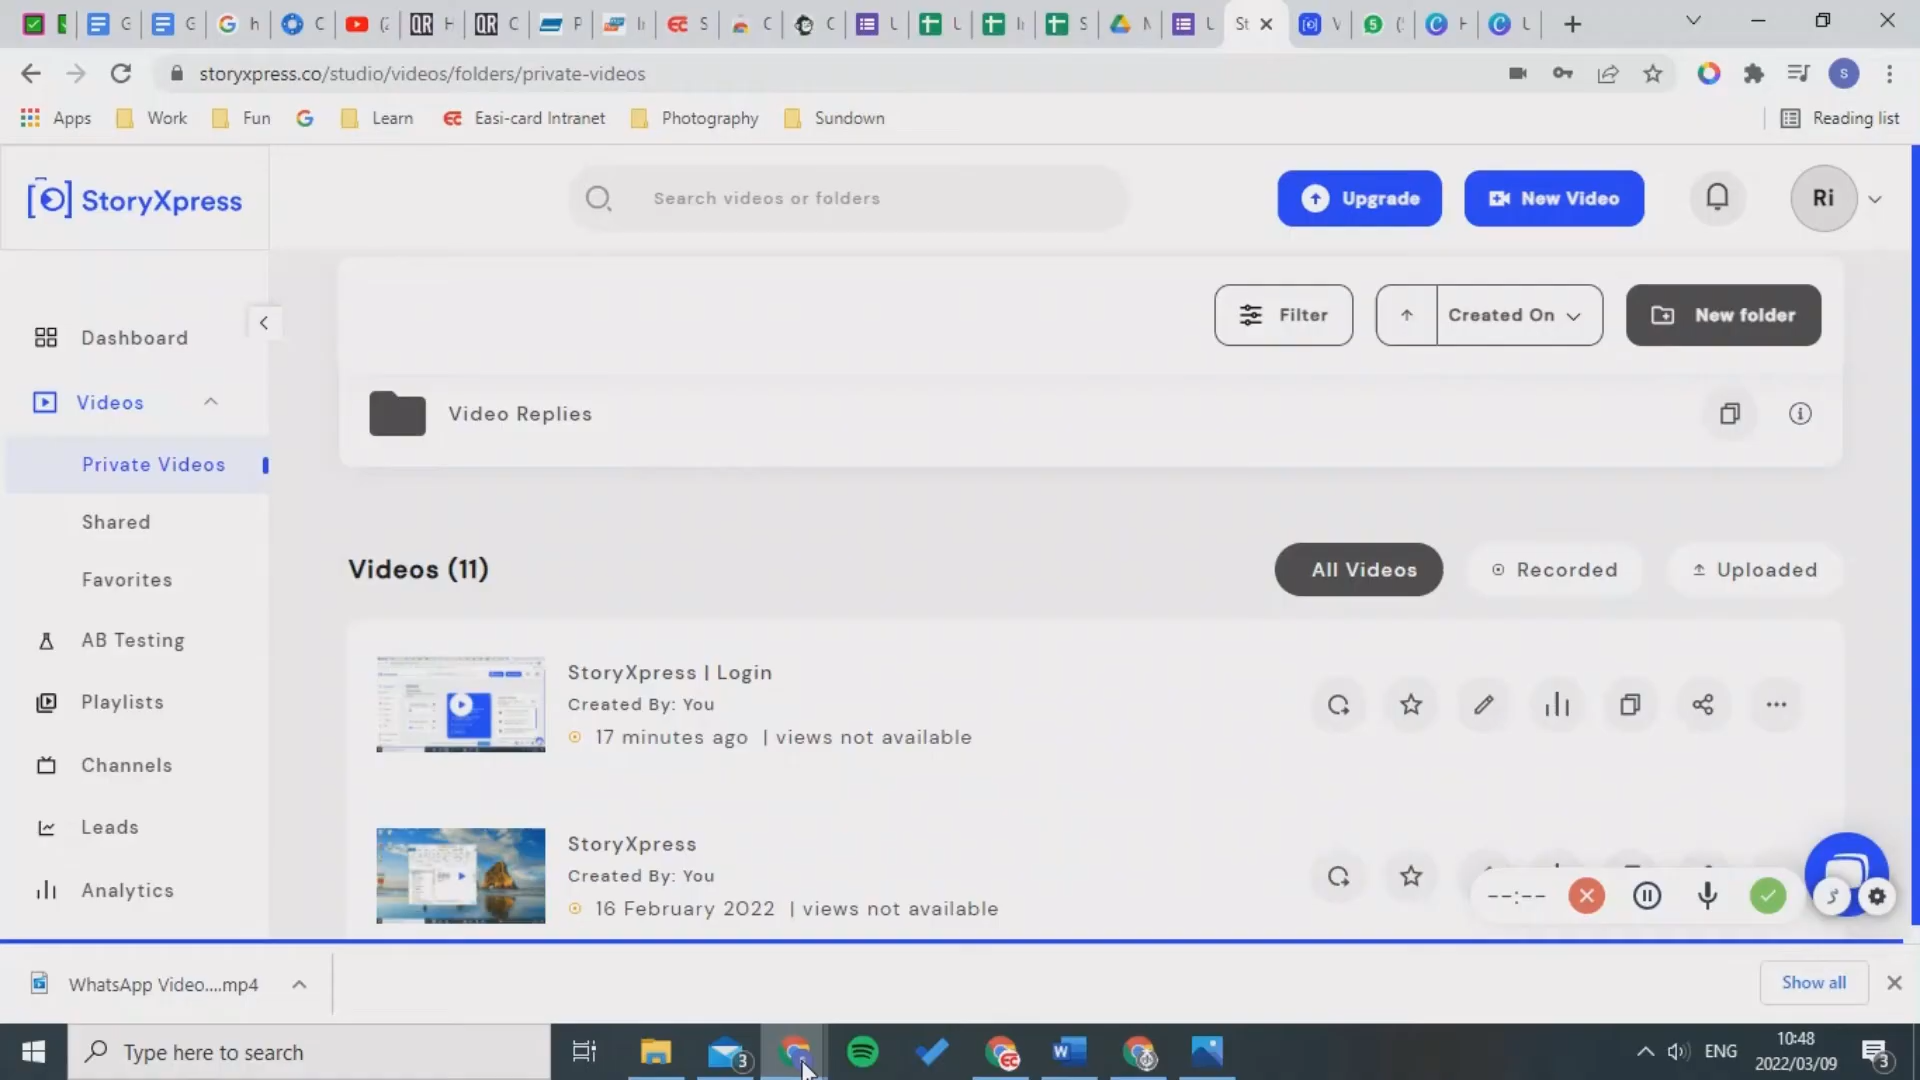 storyxpress.co/studio/videos/folders/private-videos
S
Apps
Work
Fun
Learn
Easi-card Intranet
Photography
Sundown
Reading list
StoryXpress
Search videos or folders
Upgrade
New Video
Ri
Dashboard
Videos
Private Videos
Shared
Favorites
AB Testing
Playlists
Channels
Leads
Analytics
Filter
Created On
New folder
Video Replies
Videos (11)
All Videos
Recorded
Uploaded
StoryXpress | Login
Created By: You
17 minutes ago | views not available
StoryXpress
Created By: You
16 February 2022 | views not available
--:--
WhatsApp Video....mp4
Show all
Type here to search
3
ENG
10:48
2022/03/09
3